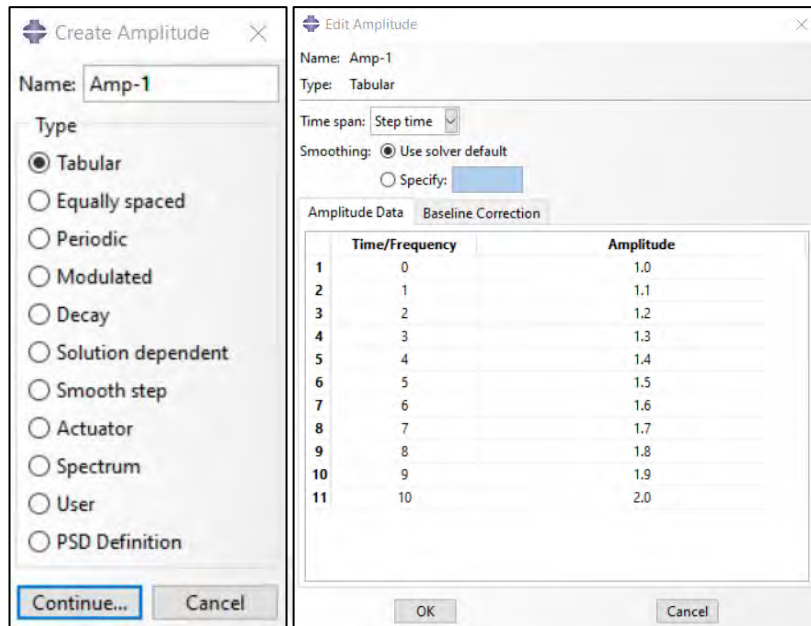 Create Amplitude
Name: Amp-1
Type
Tabular
Equally spaced
Periodic
Modulated
Decay
Solution dependent
Smooth step
Actuator
Spectrum
User
PSD Definition
Continue... Cancel
Edit Amplitude
Name: Amp-1
Type: Tabular
Time span: Step time
Smoothing: Use solver default
Specify:
Amplitude Data Baseline Correction
Time/Frequency Amplitude
1 0 1.0
2 1 1.1
3 2 1.2
4 3 1.3
5 4 1.4
6 5 1.5
7 6 1.6
8 7 1.7
9 8 1.8
10 9 1.9
11 10 2.0
OK Cancel